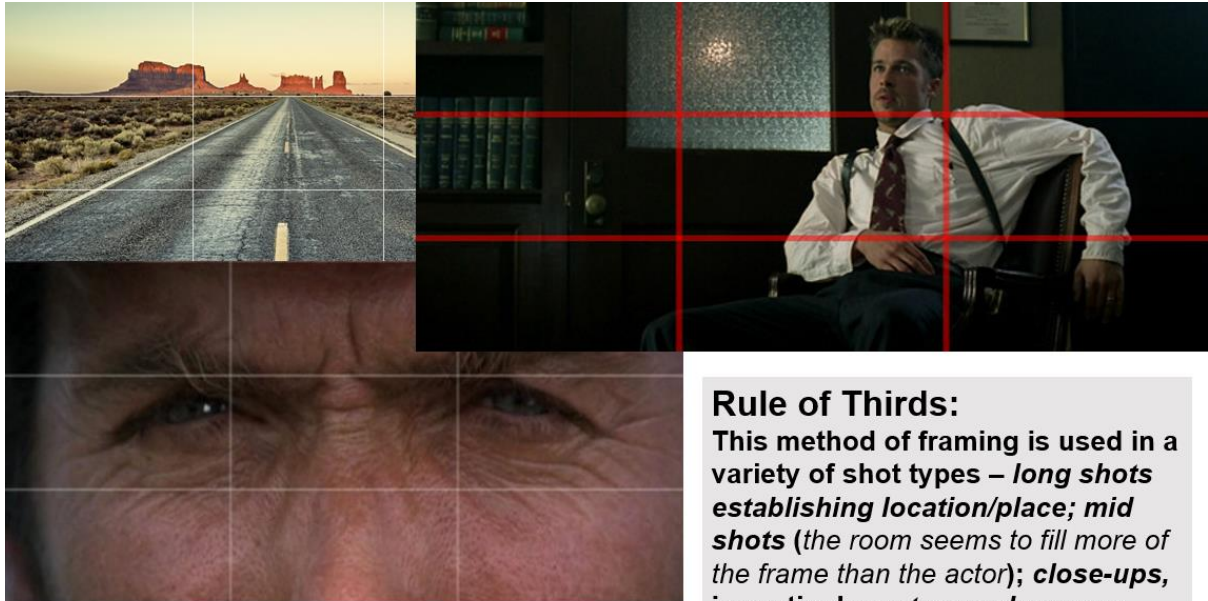 Rule of Thirds:
This method of framing is used in a
variety of shot types – long shots
establishing location/place; mid
shots (the room seems to fill more of
the frame than the actor); close-ups,